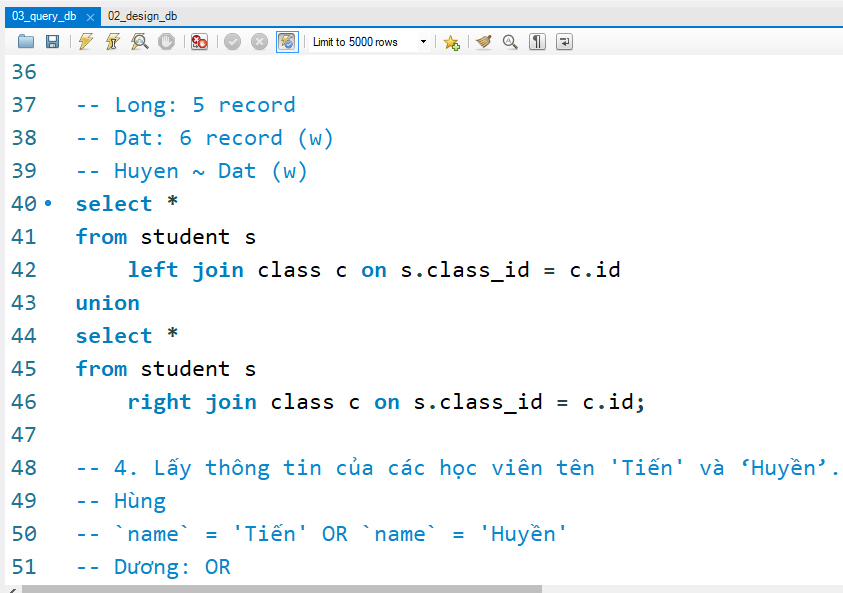 03_query_db 02_design_db
Limit to 5000 rows
36
37 -- Long: 5 record
38 -- Dat: 6 record (w)
39 -- Huyen ~ Dat (w)
40 select *
41 from student s
42 left join class c on s.class_id = c.id
43 union
44 select *
45 from student s
46 right join class c on s.class_id = c.id;
47
48 -- 4. Lấy thông tin của các học viên tên 'Tiến' và ‘Huyền’.
49 -- Hùng
50 -- `name` = 'Tiến' OR `name` = 'Huyền'
51 -- Dương: OR